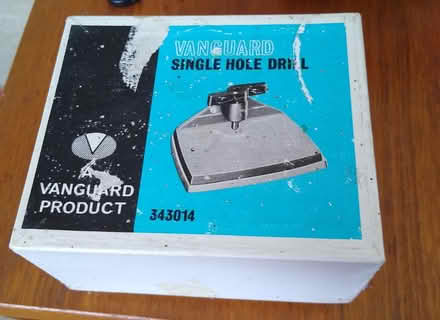 VANGUARD
SINGLE HOLE DRILL
V
A
VANGUARD
PRODUCT
343014